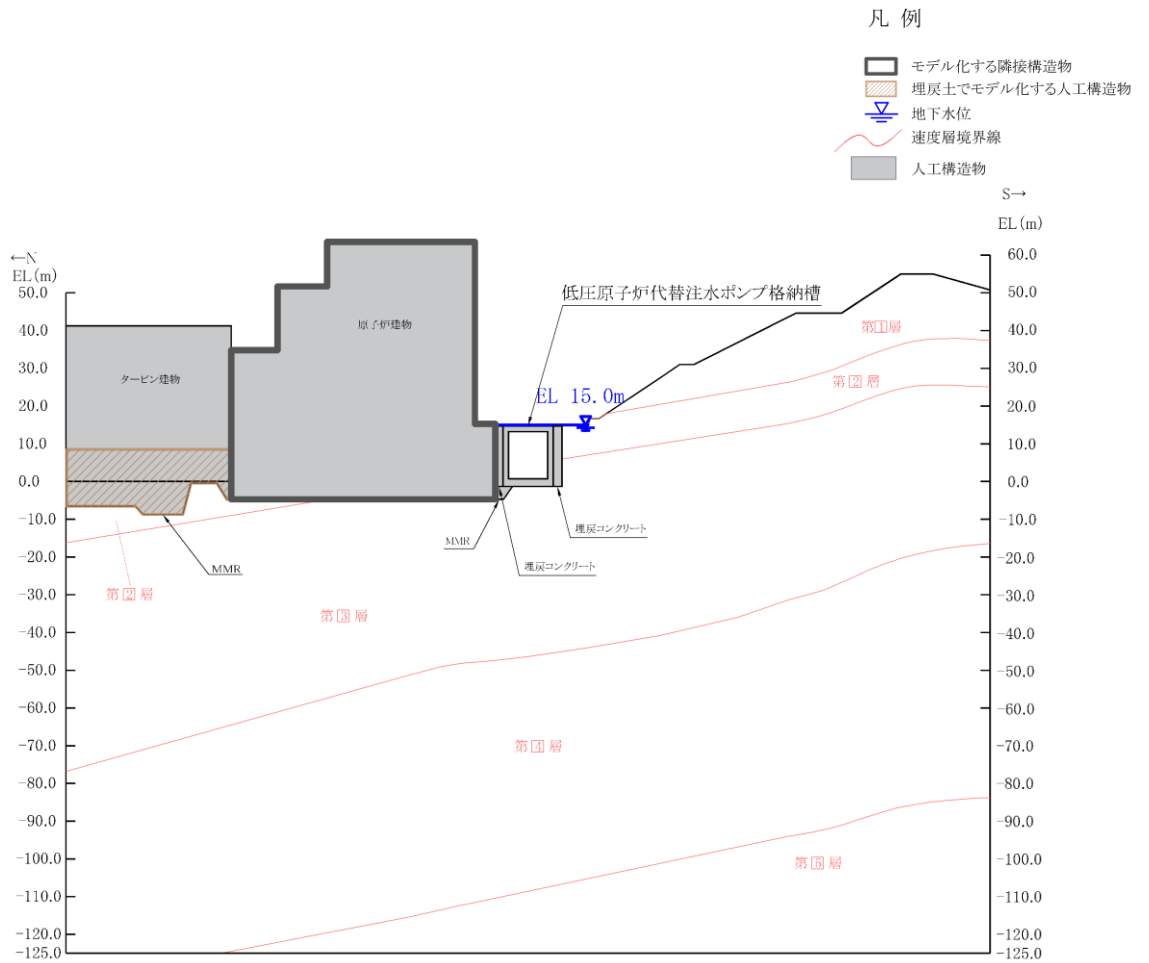 凡 例
モデル化する隣接構造物
埋戻土でモデル化する人工構造物
地下水位
速度層境界線
人工構造物
S→
EL(m)
60.0
50.0
40.0
30.0
20.0
10.0
0.0
-10.0
-20.0
-30.0
-40.0
-50.0
-60.0
-70.0
-80.0
-90.0
-100.0
-110.0
-120.0
-125.0
←N
EL(m)
50.0
40.0
30.0
20.0
10.0
0.0
-10.0
-20.0
-30.0
-40.0
-50.0
-60.0
-70.0
-80.0
-90.0
-100.0
-110.0
-120.0
-125.0
低圧原子炉代替注水ポンプ格納槽
原子炉建物
タービン建物
EL 15.0m
第1層
第2層
埋戻コンクリート
MMR
埋戻コンクリート
MMR
第2層
第3層
第4層
第5層